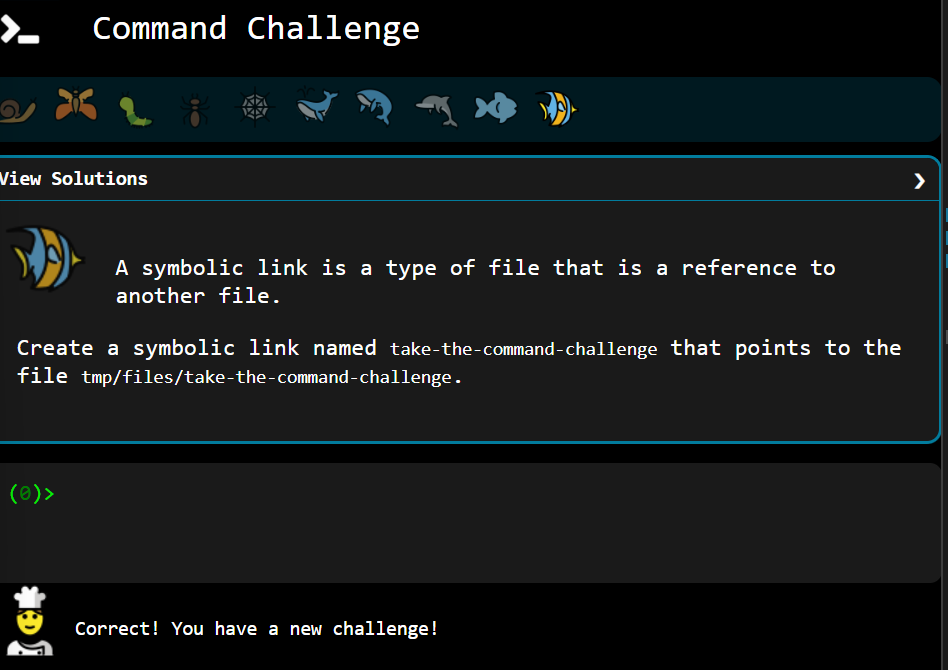 Command Challenge
View Solutions
A symbolic link is a type of file that is a reference to
another file.
Create a symbolic link named take-the-command-challenge that points to the
file tmp/files/take-the-command-challenge.
(0)>
Correct! You have a new challenge!